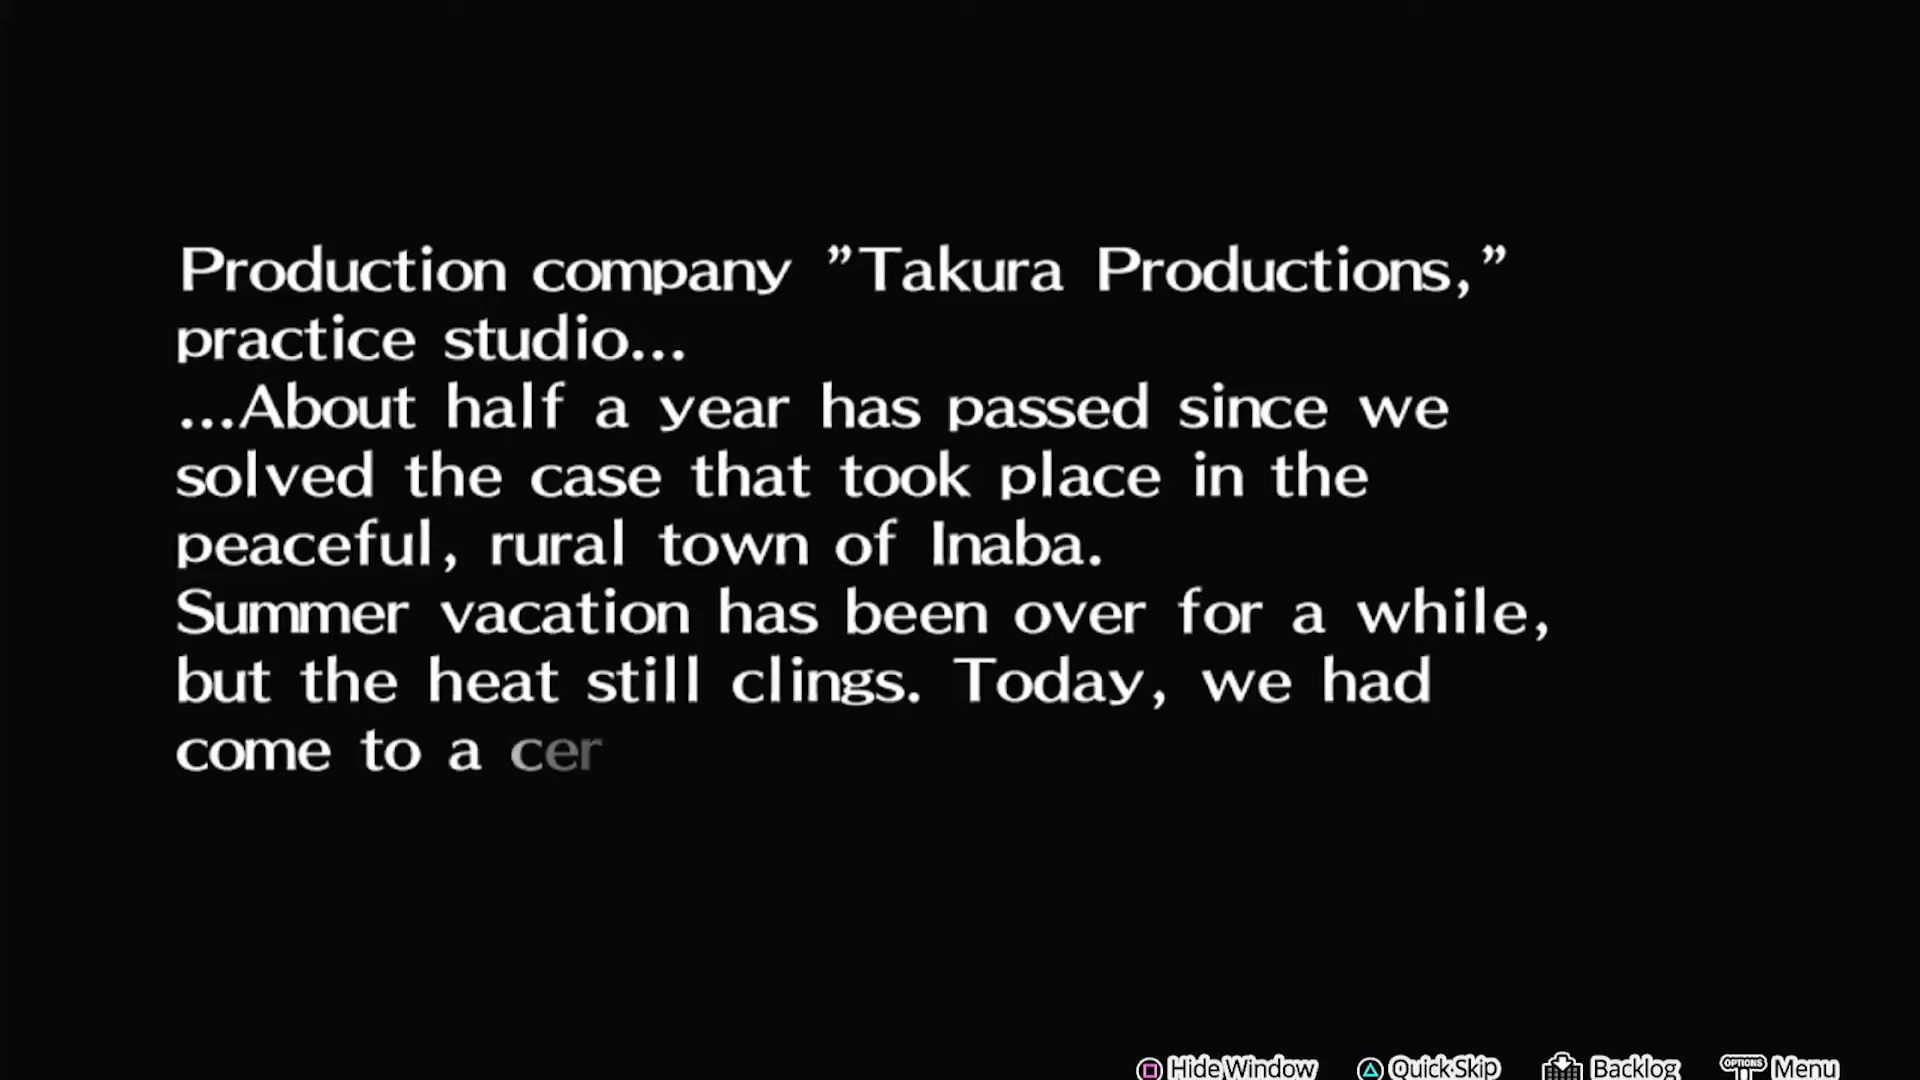 Production company ”Takura Productions,”
practice studio...
...About half a year has passed since we
solved the case that took place in the
peaceful, rural town of Inaba.
Summer vacation has been over for a while,
but the heat still clings. Today, we had
come to a cer
Hide Window Quick Skip OPTIONS Backlog Menu